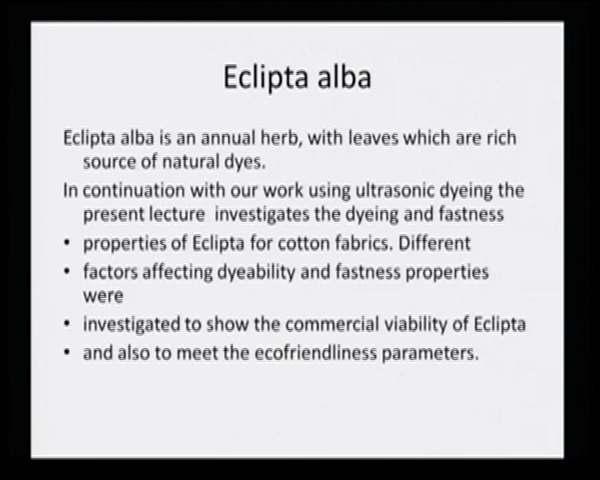 Eclipta alba
Eclipta alba is an annual herb, with leaves which are rich
source of natural dyes.
In continuation with our work using ultrasonic dyeing the
present lecture investigates the dyeing and fastness
• properties of Eclipta for cotton fabrics. Different
• factors affecting dyeability and fastness properties
were
• investigated to show the commercial viability of Eclipta
• and also to meet the ecofriendliness parameters.